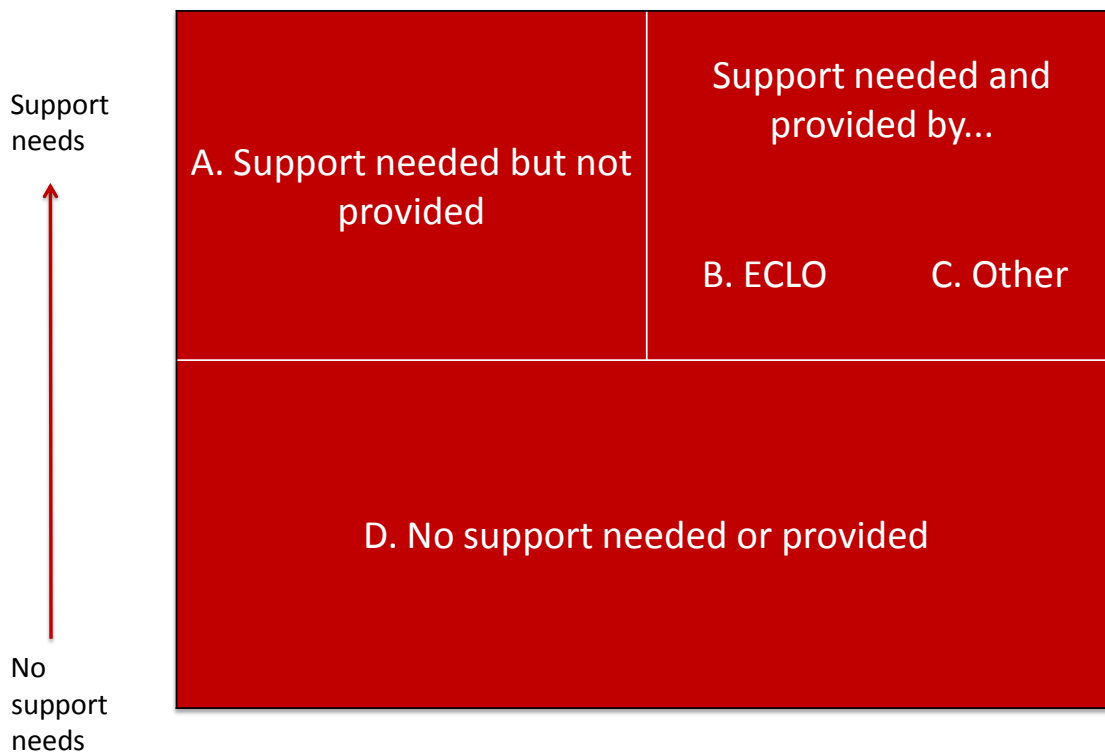 Support
needs
A. Support needed but not
provided
Support needed and
provided by...
B. ECLO
C. Other
D. No support needed or provided
No
support
needs